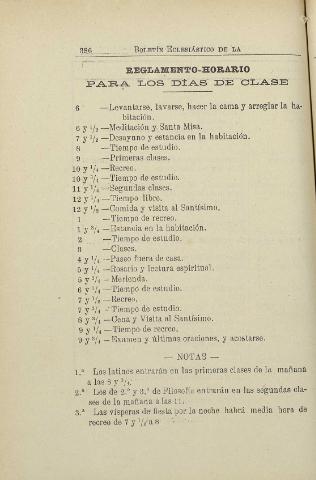 386 BOLETÍN ECLESIÁSTICO DE LA
REGLAMENTO-HORARIO
PARA LOS DÍAS DE CLASE
6 —Levantarse, lavarse, hacer la cama y arreglar la ha-
bitación.
6 y 1/2 —Meditación y Santa Misa.
7 y 1/2 —Desayuno y estancia en la habitación.
8 —Tiempo de estudio.
9 —Primeras clases.
10 y 1/4 —Recreo.
10 y 3/4 —Tiempo de estudio.
11 y 1/4 —Segundas clases.
12 y 1/4 —Tiempo libre.
12 y 1/2 —Comida y visita al Santísimo.
1 —Tiempo de recreo.
1 y 3/4 —Estancia en la habitación.
2 —Tiempo de estudio.
3 —Clases.
4 y 1/4 —Paseo fuera de casa.
5 y 1/4 —Rosario y lectura espiritual.
5 y 3/4 —Merienda.
6 y 1/4 —Tiempo de estudio.
7 y 1/2 —Recreo.
7 y 3/4 —Tiempo de estudio.
8 y 3/4 —Cena y Visita al Santísimo.
9 y 1/4 —Tiempo de recreo.
9 y 3/4 —Examen y últimas oraciones, y acostarse.
— NOTAS —
1.ª Los latinos entrarán en las primeras clases de la mañana
a las 8 y 3/4.
2.ª Los de 2.º y 3.º de Filosofía entrarán en las segundas cla-
ses de la mañana a las 11.
3.ª Las vísperas de fiesta por la noche habrá media hora de
recreo de 7 y 1/2 a 8